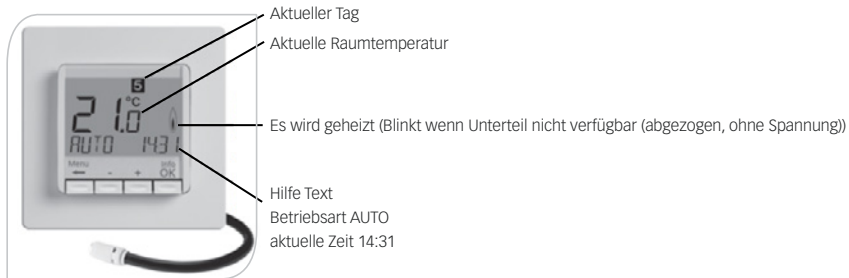 Aktueller Tag
Aktuelle Raumtemperatur
5
°C
21.0
Es wird geheizt (Blinkt wenn Unterteil nicht verfügbar (abgezogen, ohne Spannung))
AUTO 1431
Menu Info
- + OK
Hilfe Text
Betriebsart AUTO
aktuelle Zeit 14:31